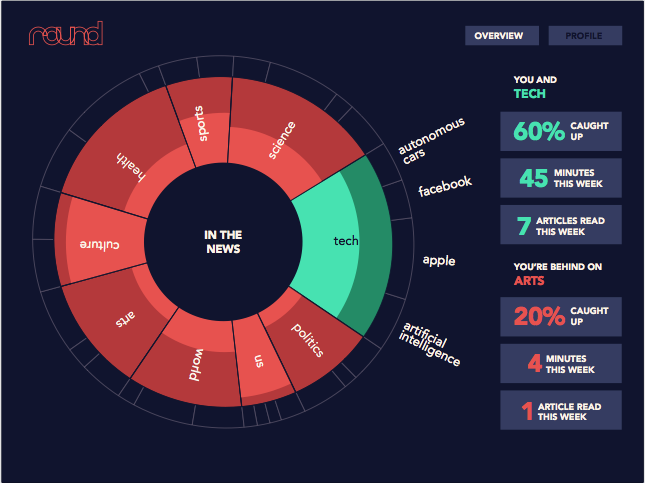 round
OVERVIEW
PROFILE
IN THE
NEWS
sports
science
tech
politics
us
world
arts
culture
health
autonomous
cars
facebook
apple
artificial
intelligence
YOU AND
TECH
60% CAUGHT
UP
45 MINUTES
THIS WEEK
7 ARTICLES READ
THIS WEEK
YOU'RE BEHIND ON
ARTS
20% CAUGHT
UP
4 MINUTES
THIS WEEK
1 ARTICLE READ
THIS WEEK